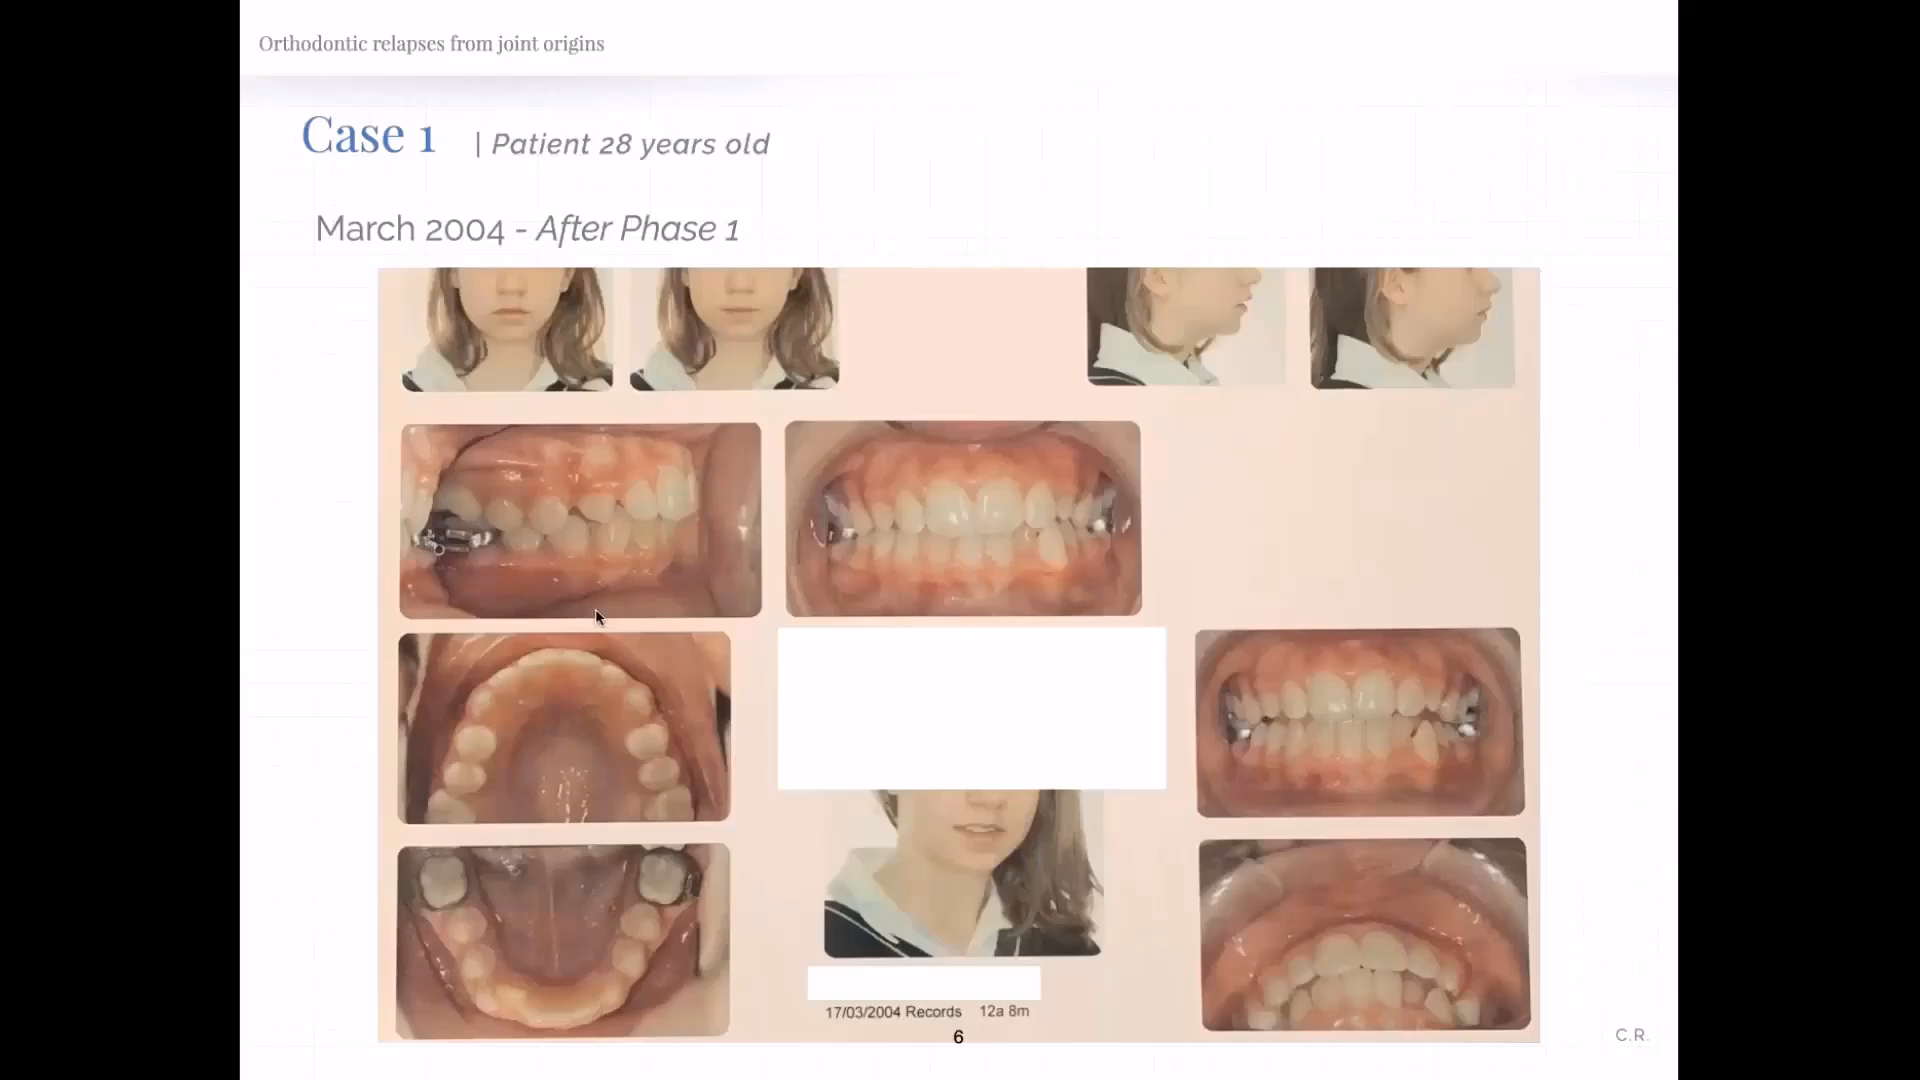 Orthodontic relapses from joint origins
Case 1 | Patient 28 years old
March 2004 - After Phase 1
17/03/2004 Records 12a 8m
6
C.R.